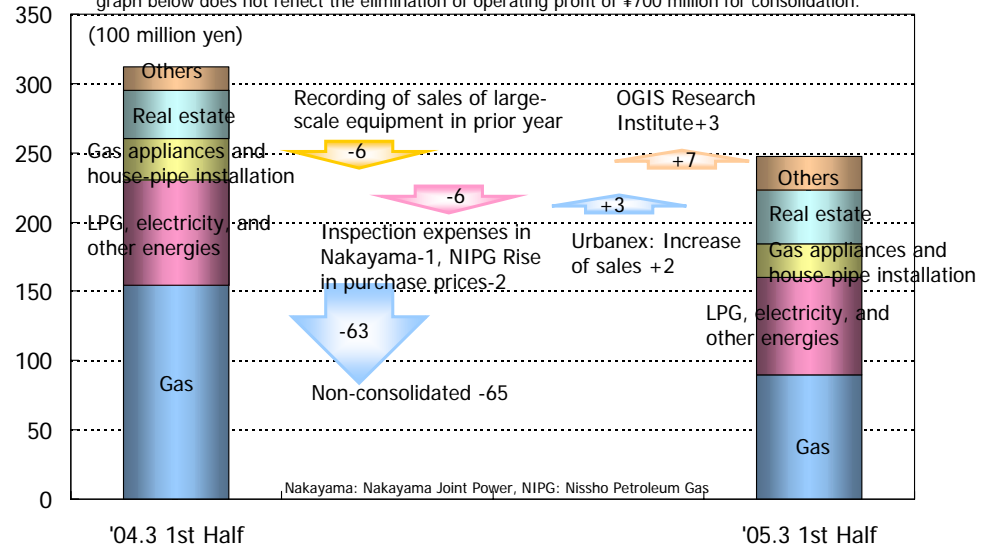 graph below does not reflect the elimination of operating profit of ¥700 million for consolidation.
350
(100 million yen)
300
250
200
150
100
50
0
Others
Real estate
Gas appliances and
house-pipe installation
LPG, electricity, and
other energies
Gas
'04.3 1st Half
Recording of sales of large-
scale equipment in prior year
-6
-6
Inspection expenses in
Nakayama-1, NIPG Rise
in purchase prices-2
-63
Non-consolidated -65
OGIS Research
Institute+3
+7
+3
Urbanex: Increase
of sales +2
Others
Real estate
Gas appliances and
house-pipe installation
LPG, electricity, and
other energies
Gas
'05.3 1st Half
Nakayama: Nakayama Joint Power, NIPG: Nissho Petroleum Gas